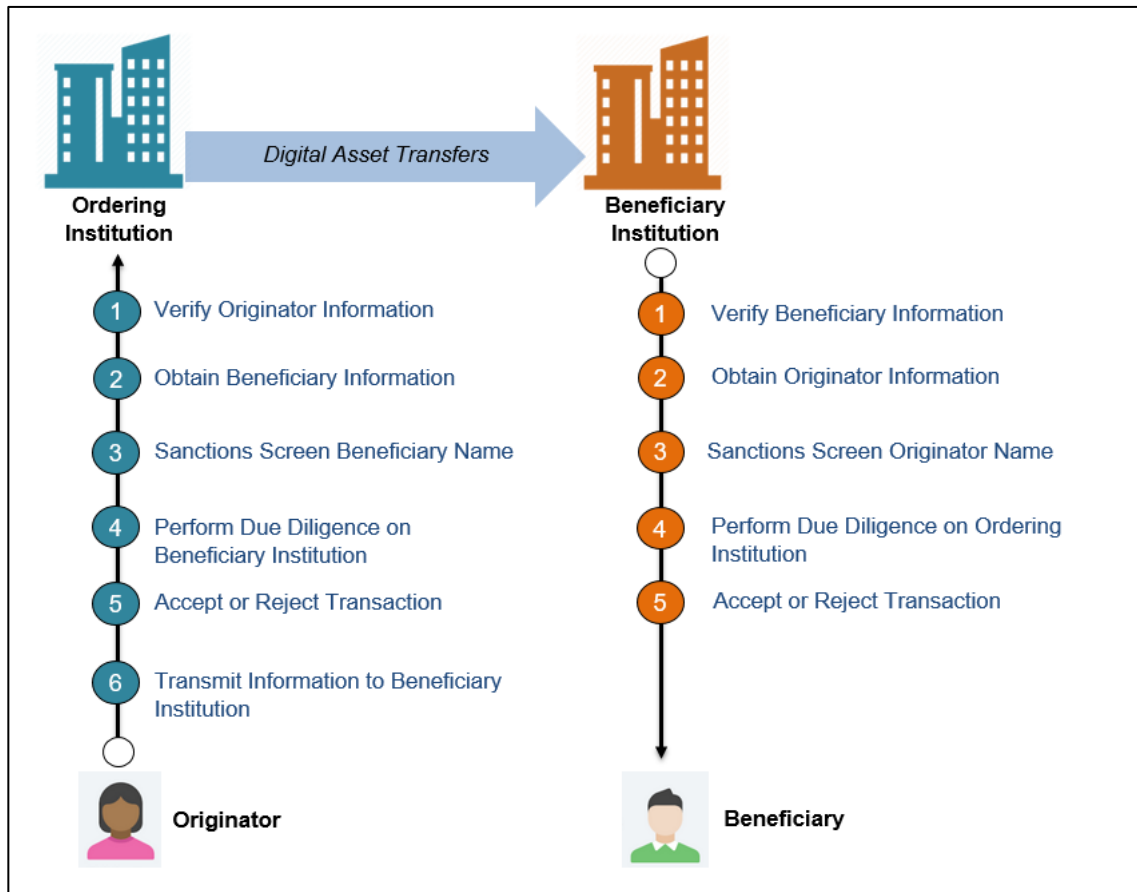 Digital Asset Transfers
Ordering
Institution
Beneficiary
Institution
1 Verify Originator Information
2 Obtain Beneficiary Information
3 Sanctions Screen Beneficiary Name
4 Perform Due Diligence on
Beneficiary Institution
5 Accept or Reject Transaction
6 Transmit Information to Beneficiary
Institution
Originator
1 Verify Beneficiary Information
2 Obtain Originator Information
3 Sanctions Screen Originator Name
4 Perform Due Diligence on Ordering
Institution
5 Accept or Reject Transaction
Beneficiary